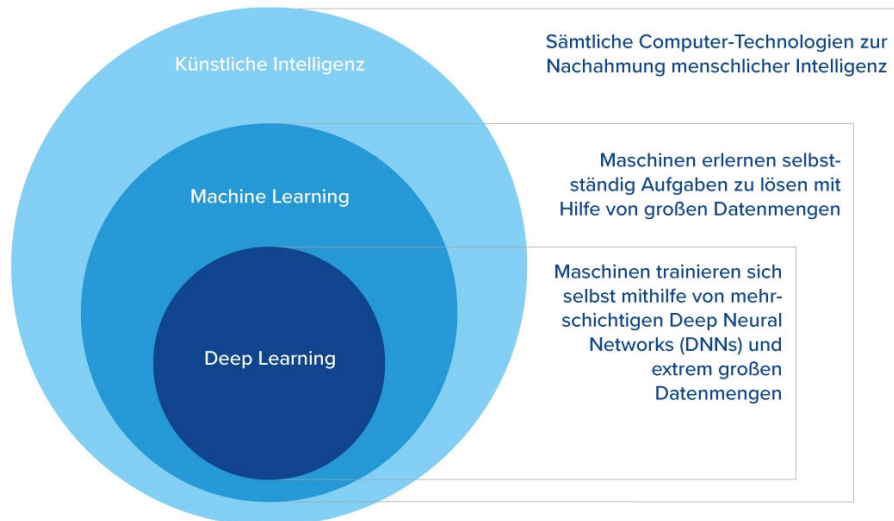 Künstliche Intelligenz
Sämtliche Computer-Technologien zur
Nachahmung menschlicher Intelligenz
Machine Learning
Maschinen erlernen selbst-
ständig Aufgaben zu lösen mit
Hilfe von großen Datenmengen
Deep Learning
Maschinen trainieren sich
selbst mithilfe von mehr-
schichtigen Deep Neural
Networks (DNNs) und
extrem großen
Datenmengen